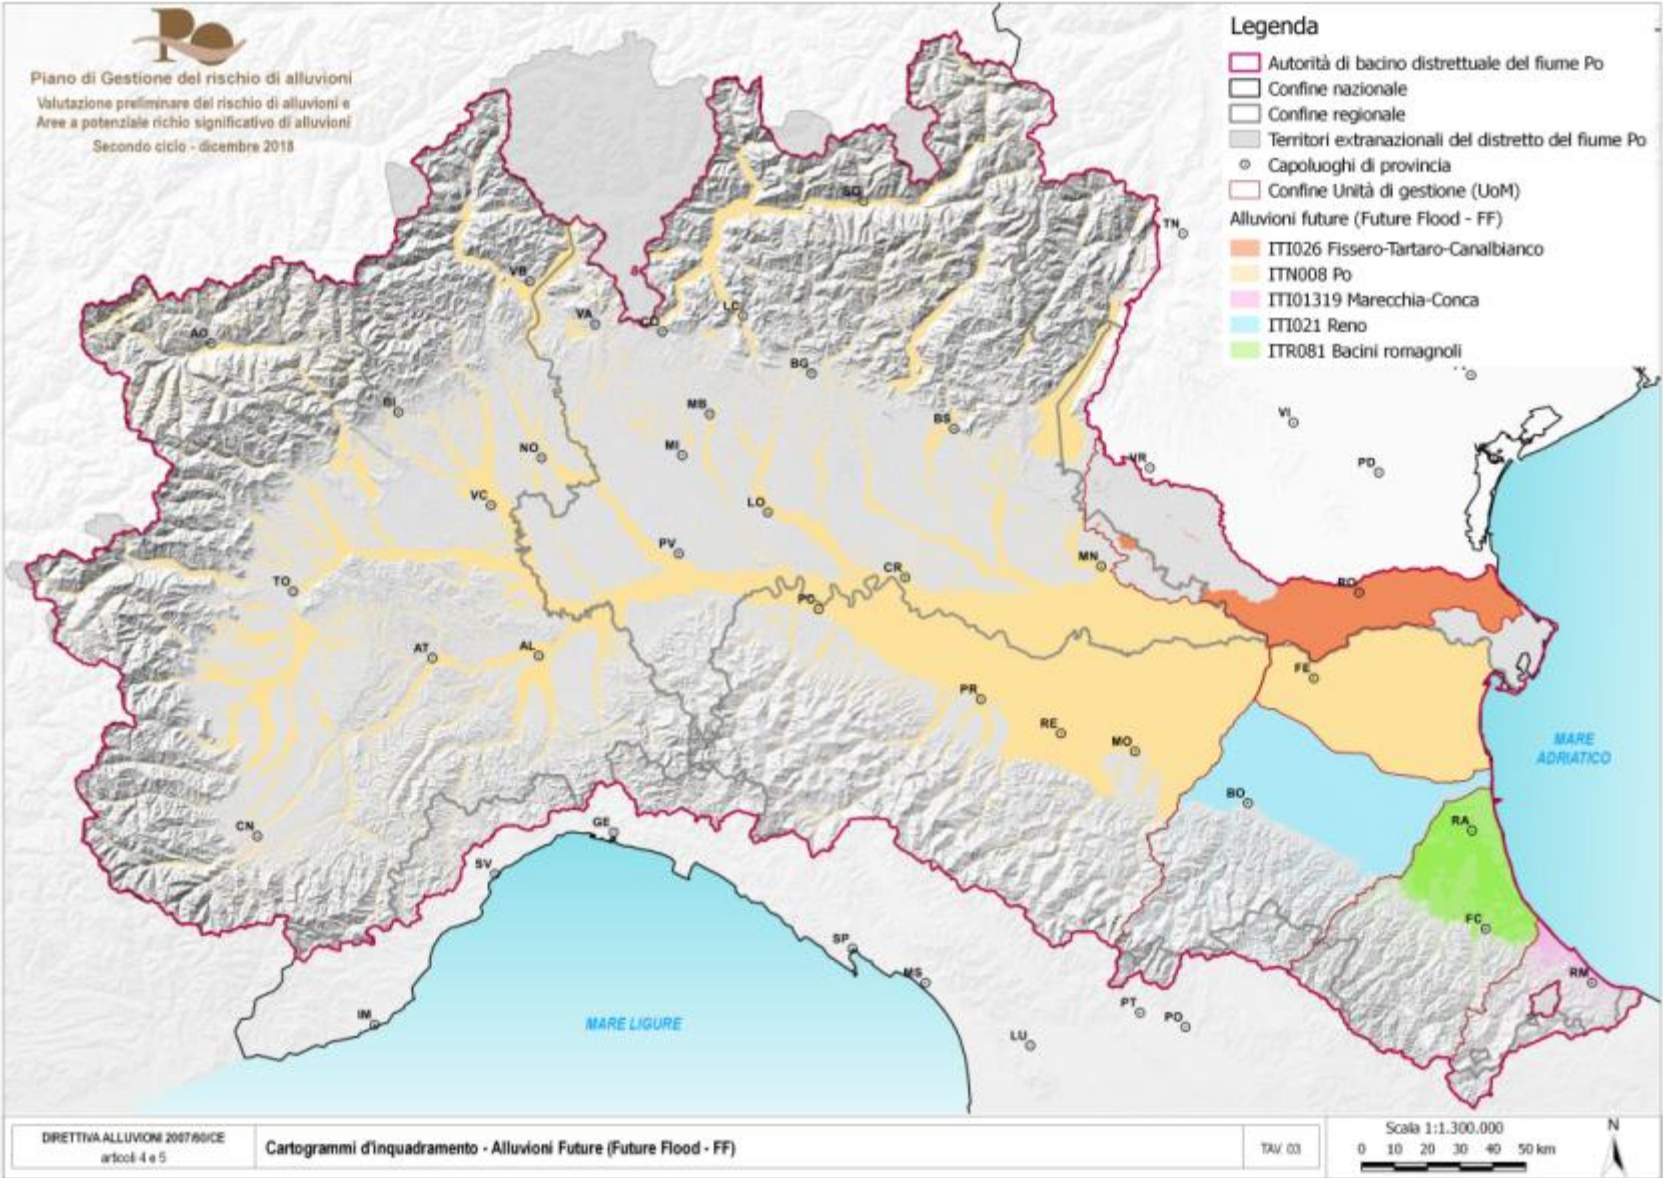 Po
Piano di Gestione del rischio di alluvioni
Valutazione preliminare del rischio di alluvioni e
Aree a potenziale richio significativo di alluvioni
Secondo ciclo - dicembre 2018
Legenda
Autorità di bacino distrettuale del fiume Po
Confine nazionale
Confine regionale
Territori extranazionali del distretto del fiume Po
Capoluoghi di provincia
Confine Unità di gestione (UoM)
Alluvioni future (Future Flood - FF)
ITI026 Fissero-Tartaro-Canalbianco
ITN008 Po
ITI01319 Marecchia-Conca
ITI021 Reno
ITR081 Bacini romagnoli
SO
TN
VB
VA
CO
LC
AO
BG
BI
MB
BS
VI
NO
MI
VR
PD
VC
LO
PV
MN
TO
CR
RO
PC
AT
AL
FE
PR
RE
MO
MARE
ADRIATICO
BO
CN
GE
RA
SV
FC
SP
MS
RM
IM
MARE LIGURE
PT
PO
LU
DIRETTIVA ALLUVIONI 2007/60/CE
articoli 4 e 5
Cartogrammi d'inquadramento - Alluvioni Future (Future Flood - FF)
TAV. 03
Scala 1:1.300.000
0 10 20 30 40 50 km
N